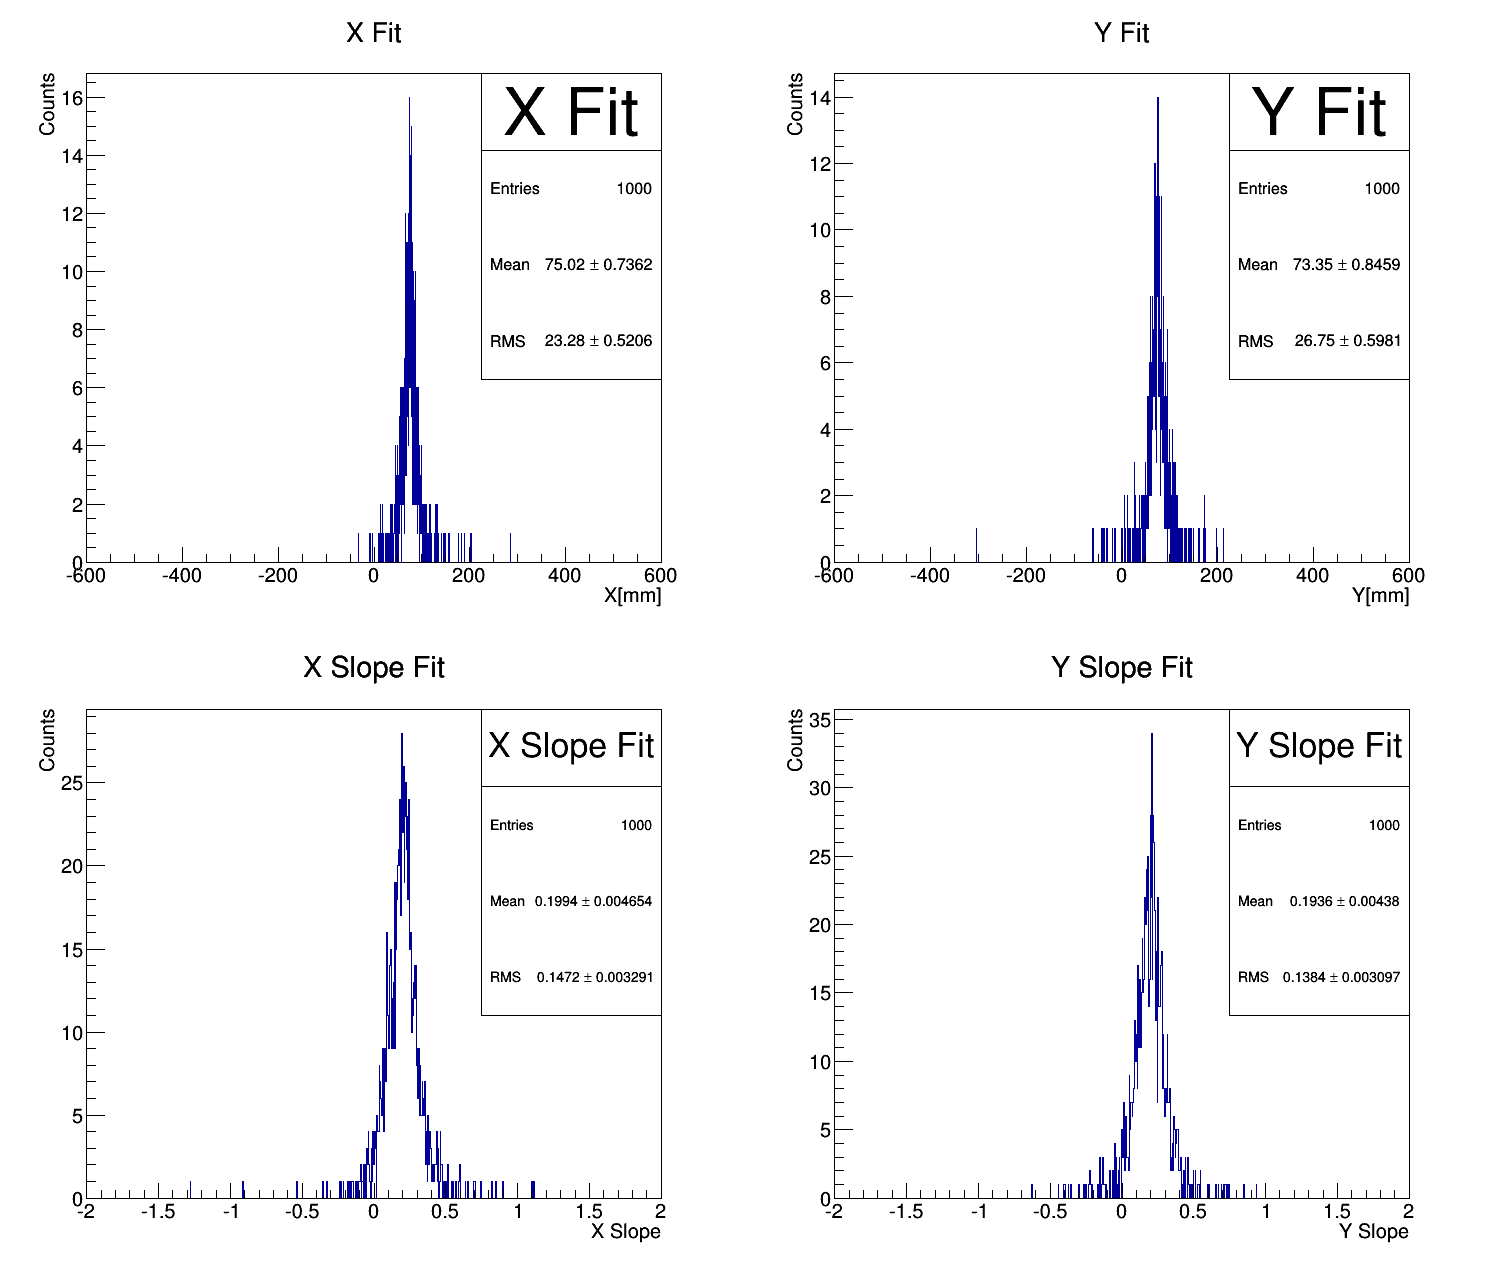 X Fit
Counts
16
14
12
10
8
6
4
2
0
-600 -400 -200 0 200 400 600
X[mm]
X Fit
Entries 1000
Mean 75.02 ± 0.7362
RMS 23.28 ± 0.5206
Y Fit
Counts
14
12
10
8
6
4
2
0
-600 -400 -200 0 200 400 600
Y[mm]
Y Fit
Entries 1000
Mean 73.35 ± 0.8459
RMS 26.75 ± 0.5981
X Slope Fit
Counts
25
20
15
10
5
0
-2 -1.5 -1 -0.5 0 0.5 1 1.5 2
X Slope
X Slope Fit
Entries 1000
Mean 0.1994 ± 0.004654
RMS 0.1472 ± 0.003291
Y Slope Fit
Counts
35
30
25
20
15
10
5
0
-2 -1.5 -1 -0.5 0 0.5 1 1.5 2
Y Slope
Y Slope Fit
Entries 1000
Mean 0.1936 ± 0.00438
RMS 0.1384 ± 0.003097